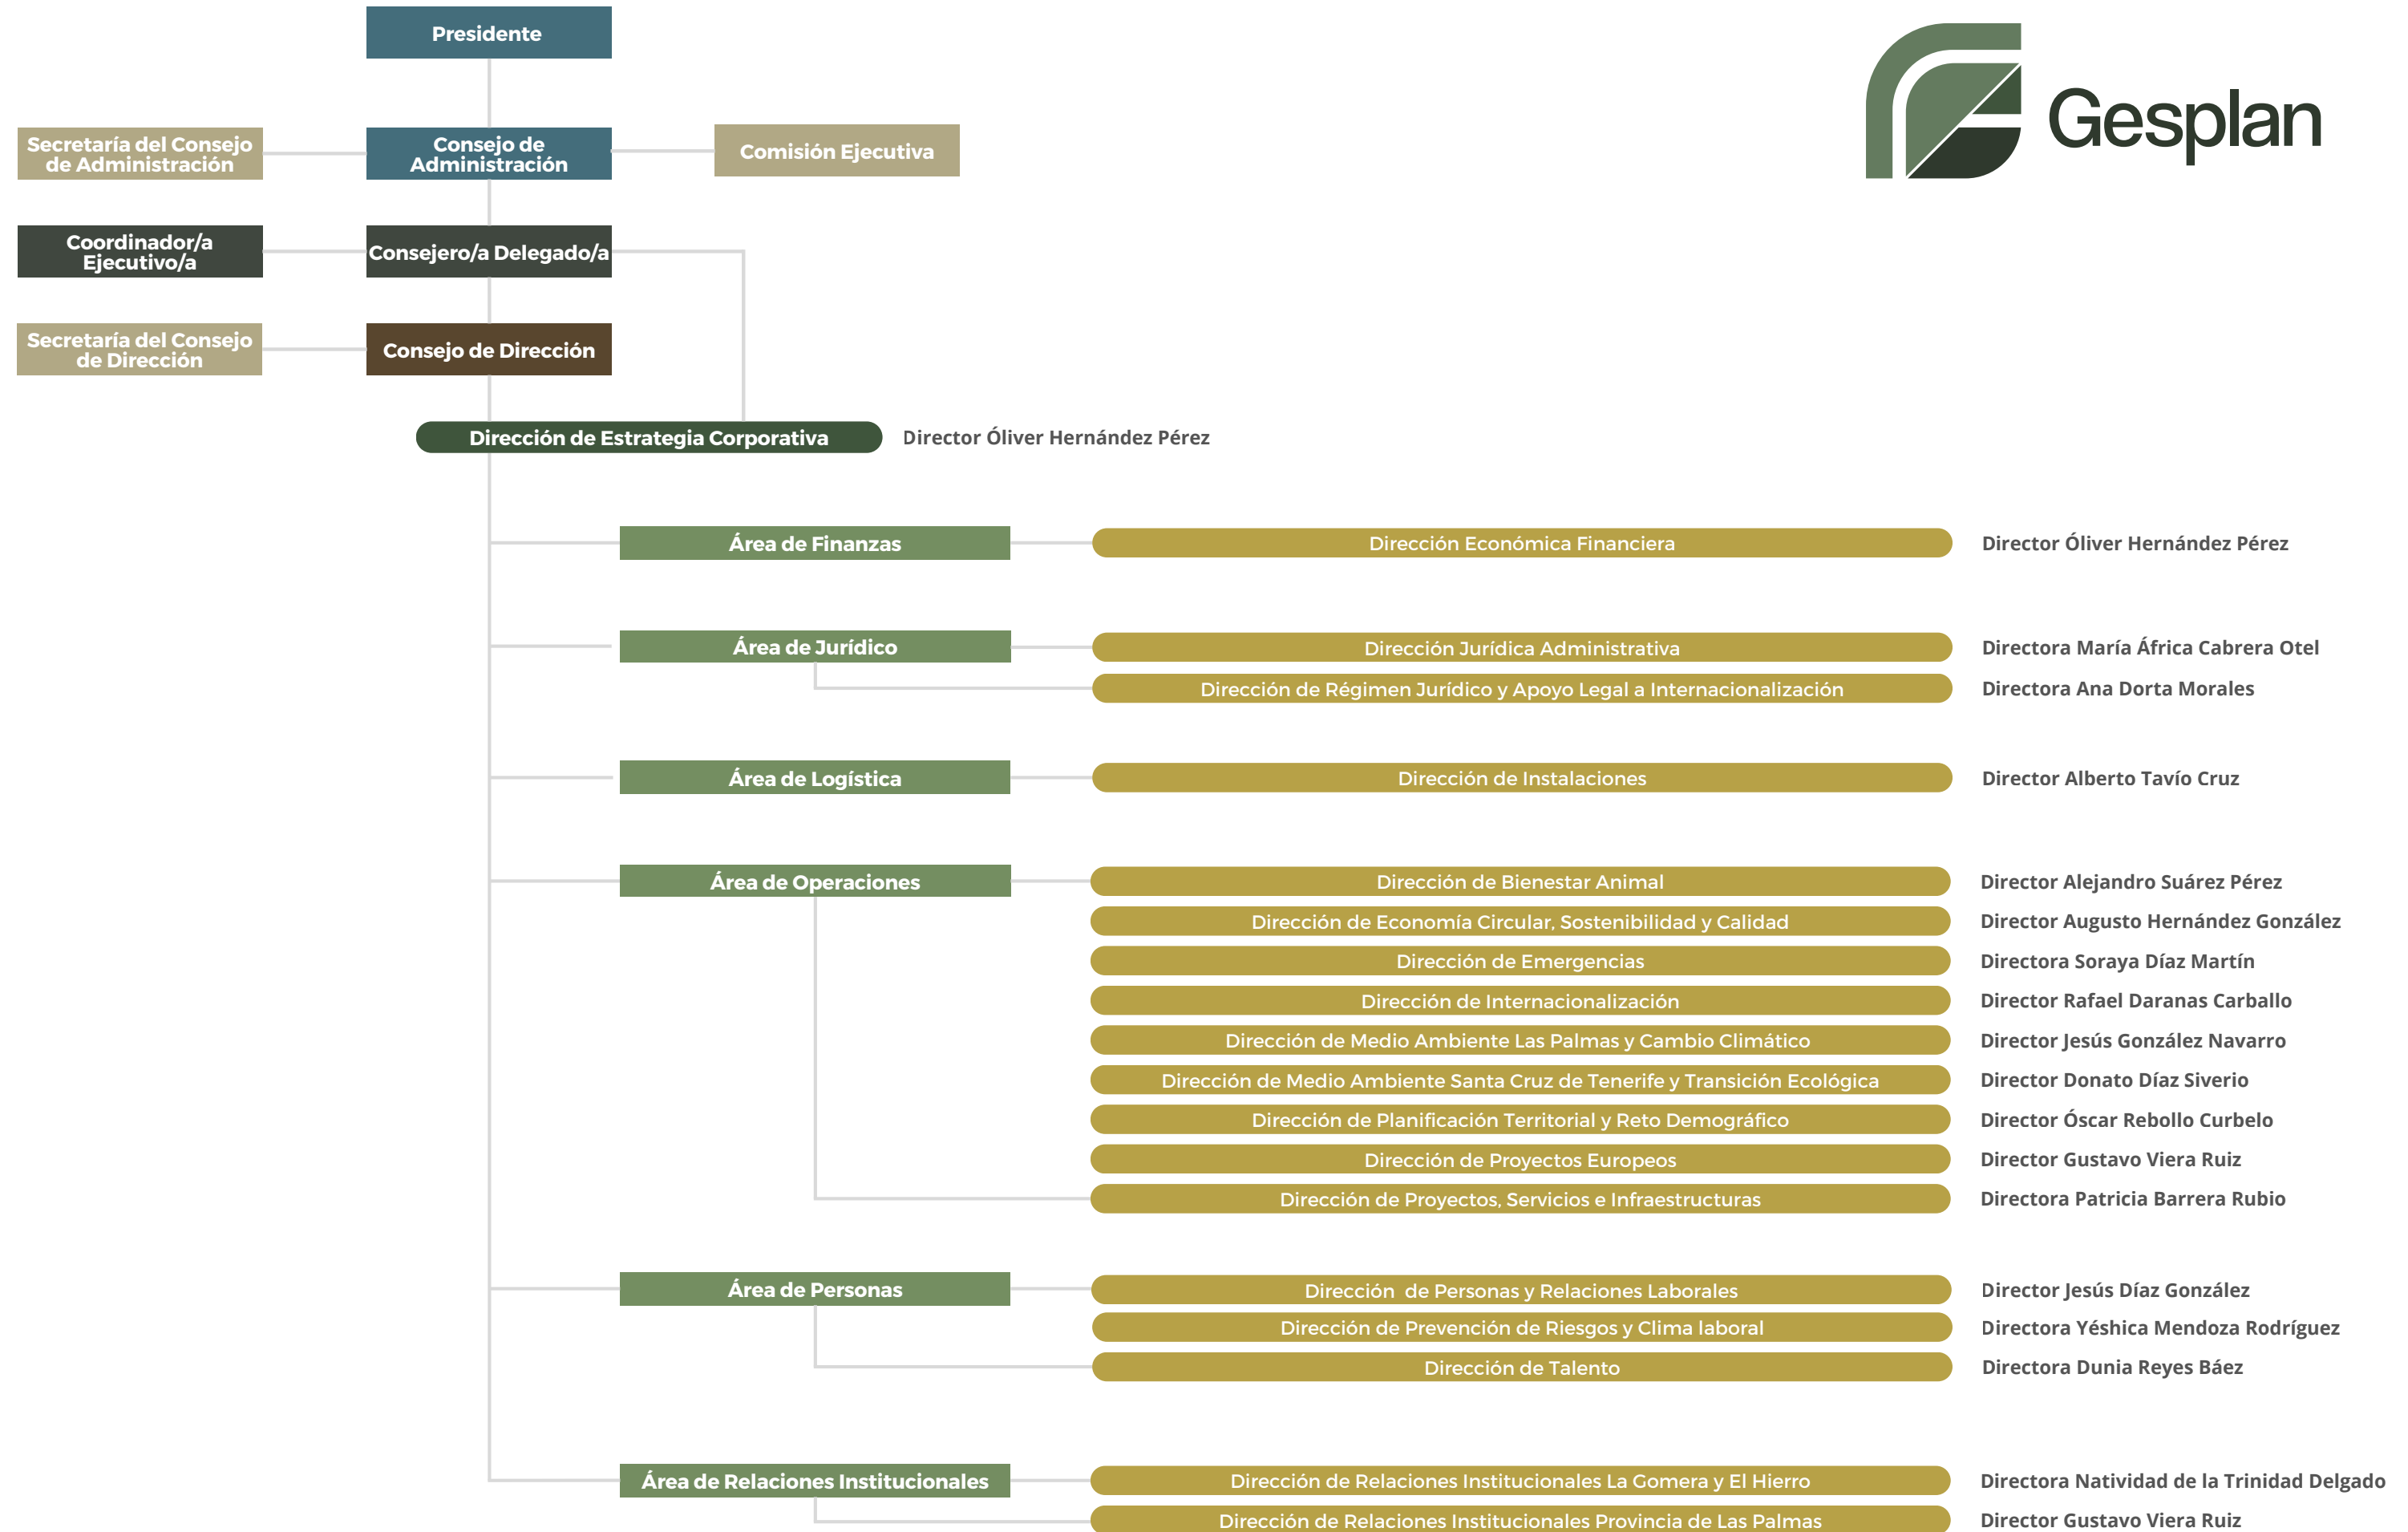 Presidente
Gesplan
Secretaría del Consejo
de Administración
Consejo de
Administración
Comisión Ejecutiva
Coordinador/a
Ejecutivo/a
Consejero/a Delegado/a
Secretaría del Consejo
de Dirección
Consejo de Dirección
Dirección de Estrategia Corporativa
Director Óliver Hernández Pérez
Área de Finanzas
Dirección Económica Financiera
Director Óliver Hernández Pérez
Área de Jurídico
Dirección Jurídica Administrativa
Directora María África Cabrera Otel
Dirección de Régimen Jurídico y Apoyo Legal a Internacionalización
Directora Ana Dorta Morales
Área de Logística
Dirección de Instalaciones
Director Alberto Tavío Cruz
Área de Operaciones
Dirección de Bienestar Animal
Director Alejandro Suárez Pérez
Dirección de Economía Circular, Sostenibilidad y Calidad
Director Augusto Hernández González
Dirección de Emergencias
Directora Soraya Díaz Martín
Dirección de Internacionalización
Director Rafael Daranas Carballo
Dirección de Medio Ambiente Las Palmas y Cambio Climático
Director Jesús González Navarro
Dirección de Medio Ambiente Santa Cruz de Tenerife y Transición Ecológica
Director Donato Díaz Siverio
Dirección de Planificación Territorial y Reto Demográfico
Director Óscar Rebollo Curbelo
Dirección de Proyectos Europeos
Director Gustavo Viera Ruiz
Dirección de Proyectos, Servicios e Infraestructuras
Directora Patricia Barrera Rubio
Área de Personas
Dirección de Personas y Relaciones Laborales
Director Jesús Díaz González
Dirección de Prevención de Riesgos y Clima laboral
Directora Yéshica Mendoza Rodríguez
Dirección de Talento
Directora Dunia Reyes Báez
Área de Relaciones Institucionales
Dirección de Relaciones Institucionales La Gomera y El Hierro
Directora Natividad de la Trinidad Delgado
Dirección de Relaciones Institucionales Provincia de Las Palmas
Director Gustavo Viera Ruiz